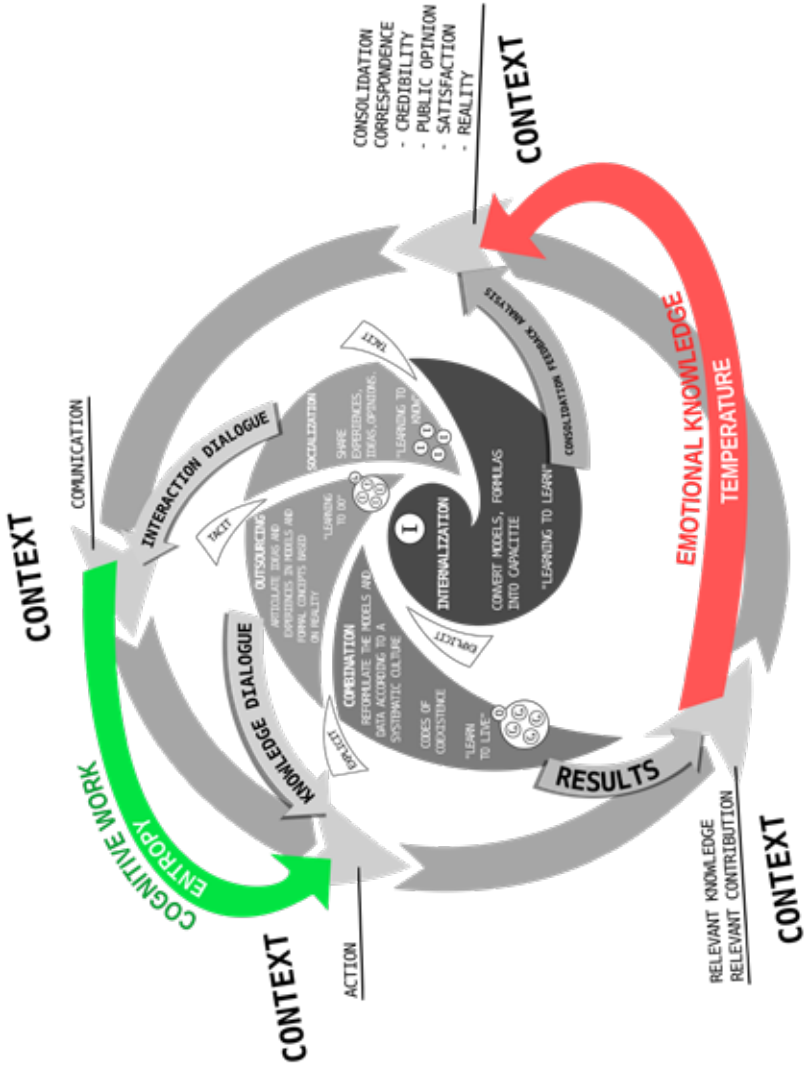 CONTEXT
COMUNICATION
COGNITIVE WORK
ENTROPY
INTERACTION DIALOGUE
TACIT
SOCIALIZATION
SHARE
EXPERIENCES,
IDEAS,OPINIONS.
"LEARNING TO
KNOW"
TACIT
OUTSOURCING
ARTICULATE IDEAS AND
EXPERIENCES IN MODELS AND
FORMAL CONCEPTS BASED
ON REALITY
"LEARNING
TO DO"
KNOWLEDGE DIALOGUE
EXPLICIT
COMBINATION
REFORMULATE THE MODELS AND
DATA ACCORDING TO A
SYSTEMATIC CULTURE
CODES OF
COEXISTENCE
"LEARN
TO LIVE"
EXPLICIT
INTERNALIZATION
CONVERT MODELS, FORMULAS
INTO CAPACITIE
"LEARNING TO LEARN"
CONSOLIDATION FEEDBACK ANALYSIS
RESULTS
CONSOLIDATION
CORRESPONDENCE
- CREDIBILITY
- PUBLIC OPINION
- SATISFACTION
- REALITY
CONTEXT
ACTION
CONTEXT
RELEVANT KNOWLEDGE
RELEVANT CONTRIBUTION
CONTEXT
EMOTIONAL KNOWLEDGE
TEMPERATURE